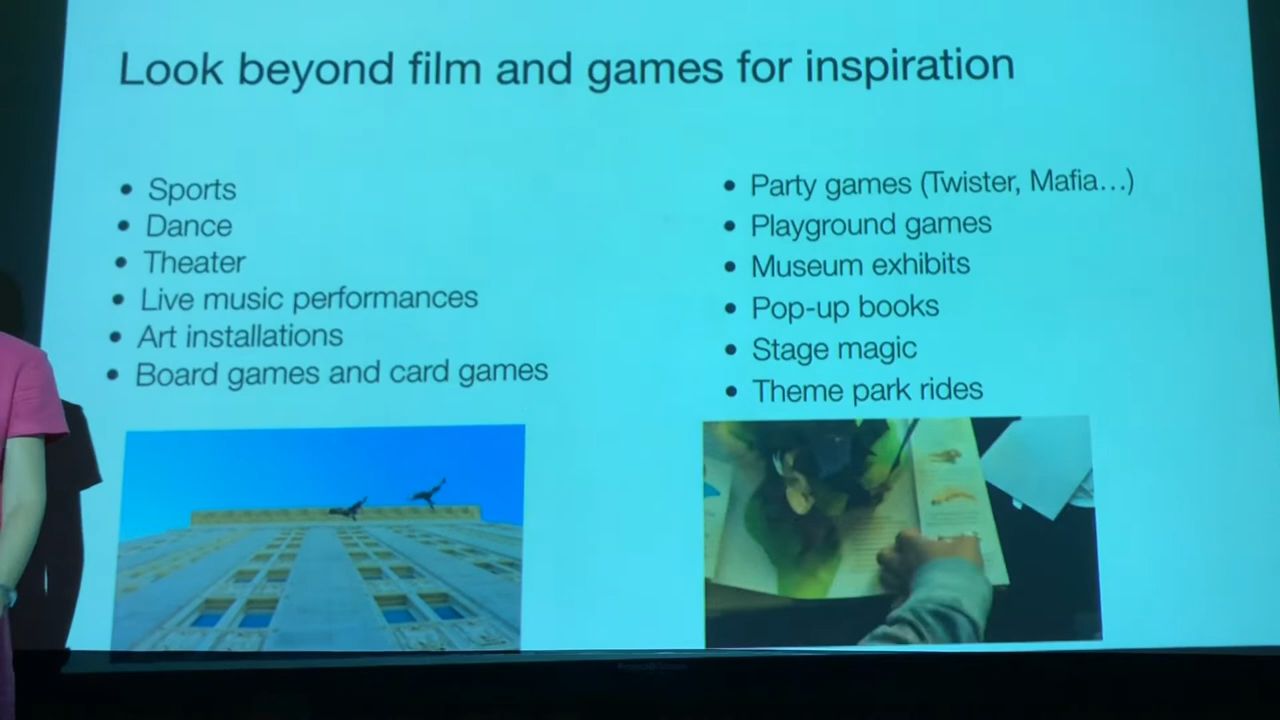 Look beyond film and games for inspiration
• Sports
• Dance
• Theater
• Live music performances
• Art installations
• Board games and card games
• Party games (Twister, Mafia…)
• Playground games
• Museum exhibits
• Pop-up books
• Stage magic
• Theme park rides